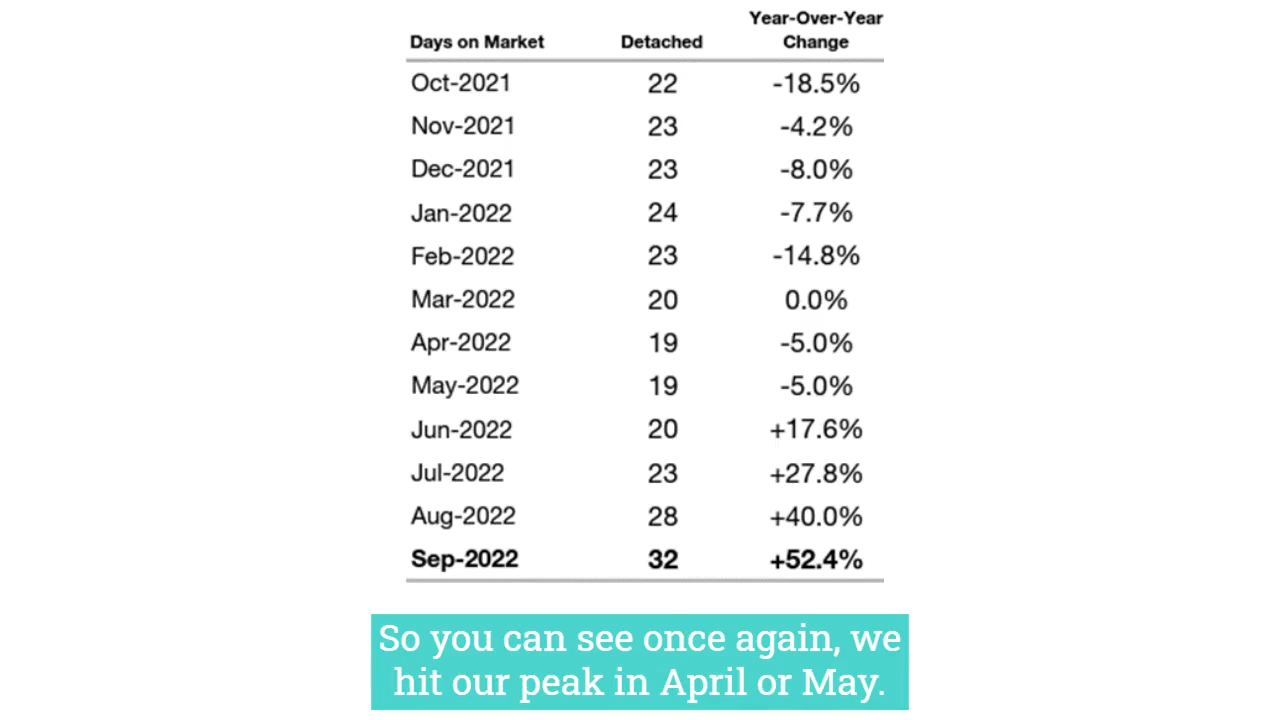 Year-Over-Year
Days on Market Detached Change
Oct-2021 22 -18.5%
Nov-2021 23 -4.2%
Dec-2021 23 -8.0%
Jan-2022 24 -7.7%
Feb-2022 23 -14.8%
Mar-2022 20 0.0%
Apr-2022 19 -5.0%
May-2022 19 -5.0%
Jun-2022 20 +17.6%
Jul-2022 23 +27.8%
Aug-2022 28 +40.0%
Sep-2022 32 +52.4%
So you can see once again, we
hit our peak in April or May.